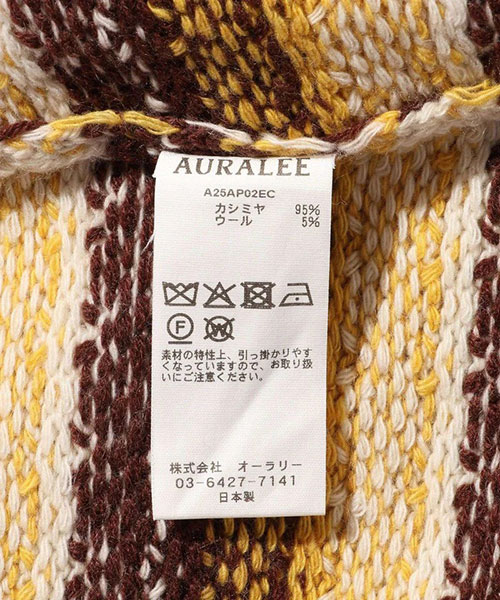 AURALEE
A25AP02EC
カシミヤ 95%
ウール 5%
F W
素材の特性上、引っ掛かりやす
くなっていますので、お取り扱
いにご注意ください。
株式会社 オーラリー
03-6427-7141
日本製